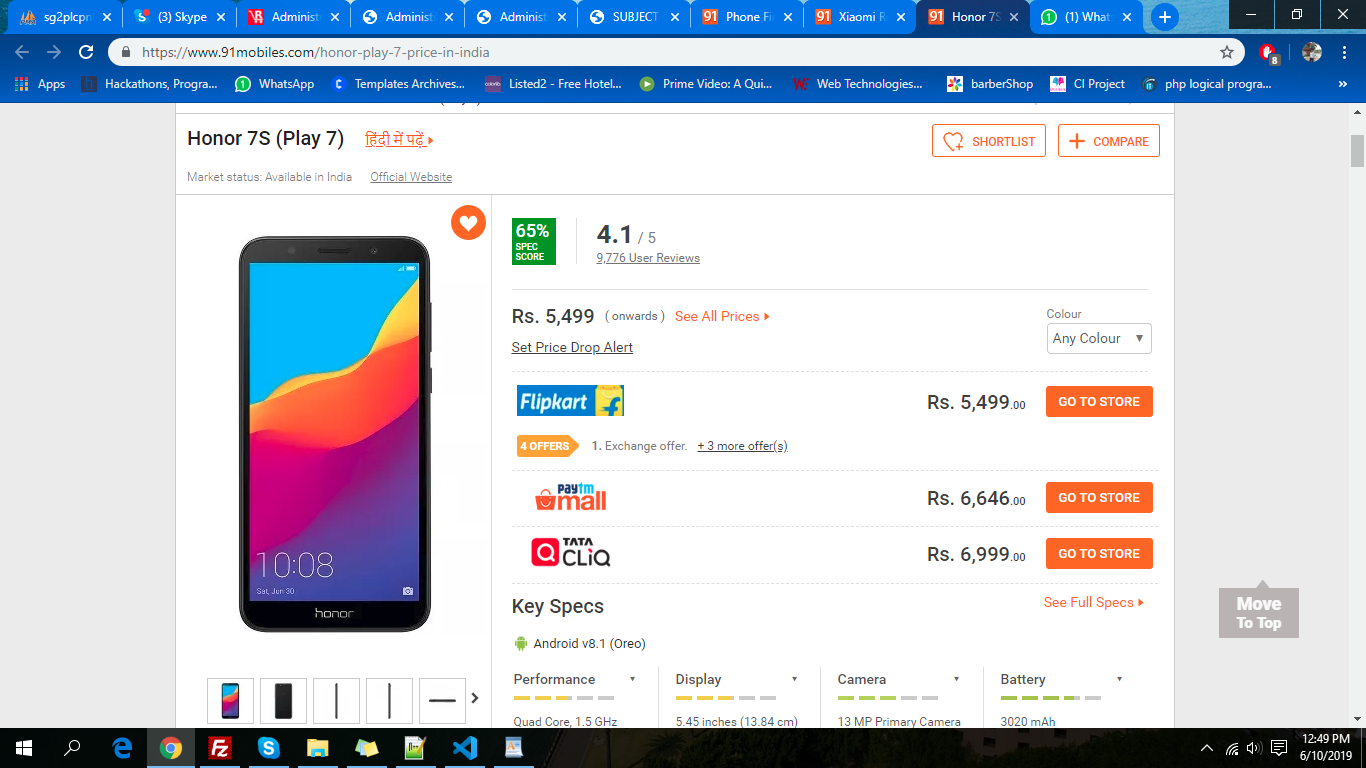 sg2plcpn
(3) Skype
Administ
Administ
Administ
SUBJECT
Phone Fi
Xiaomi R
Honor 7S
(1) What
https://www.91mobiles.com/honor-play-7-price-in-india
8
Apps
Hackathons, Progra...
WhatsApp
Templates Archives...
Listed2 - Free Hotel...
Prime Video: A Qui...
Web Technologies...
barberShop
CI Project
php logical progra...
»
Honor 7S (Play 7)
हिंदी में पढ़ें
SHORTLIST
COMPARE
Market status: Available in India
Official Website
65%
SPEC
SCORE
4.1 / 5
9,776 User Reviews
Rs. 5,499 ( onwards ) See All Prices
Set Price Drop Alert
Colour
Any Colour
Flipkart
Rs. 5,499.00
GO TO STORE
4 OFFERS
1. Exchange offer.
+ 3 more offer(s)
paytm
mall
Rs. 6,646.00
GO TO STORE
TATA
CLiQ
Rs. 6,999.00
GO TO STORE
10:08
Sat, Jun 30
honor
Key Specs
See Full Specs
Move
To Top
Android v8.1 (Oreo)
Performance
Display
Camera
Battery
Quad Core, 1.5 GHz
5.45 inches (13.84 cm)
13 MP Primary Camera
3020 mAh
12:49 PM
6/10/2019